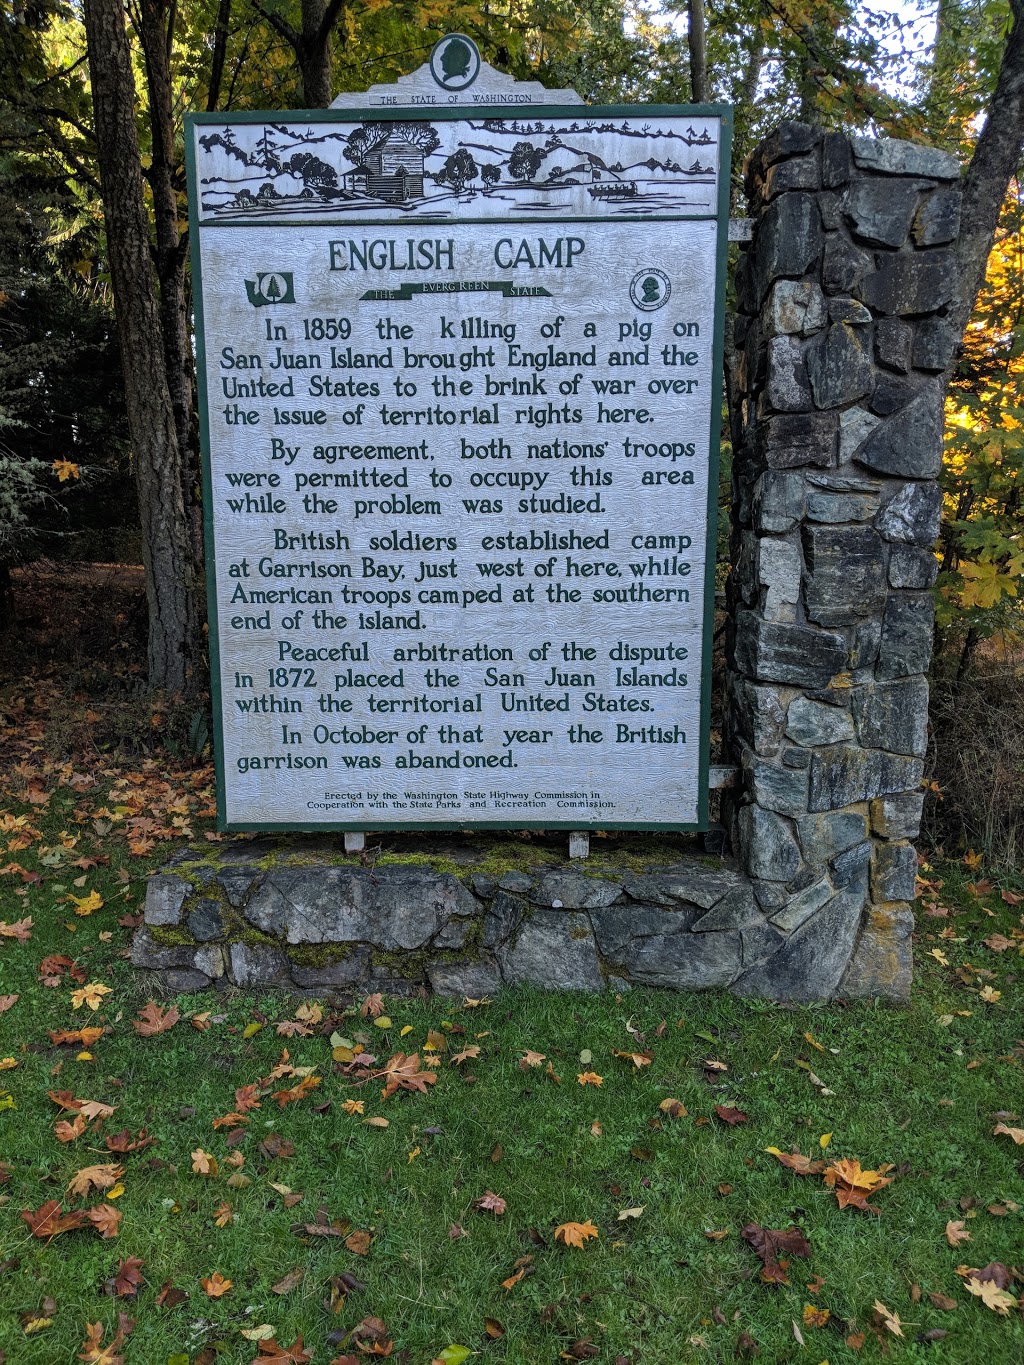 THE STATE OF WASHINGTON
ENGLISH CAMP
THE EVERGREEN STATE
In 1859 the killing of a pig on
San Juan Island brought England and the
United States to the brink of war over
the issue of territorial rights here.
By agreement, both nations' troops
were permitted to occupy this area
while the problem was studied.
British soldiers established camp
at Garrison Bay, just west of here, while
American troops camped at the southern
end of the island.
Peaceful arbitration of the dispute
in 1872 placed the San Juan Islands
within the territorial United States.
In October of that year the British
garrison was abandoned.
Erected by the Washington State Highway Commission in
Cooperation with the State Parks and Recreation Commission.